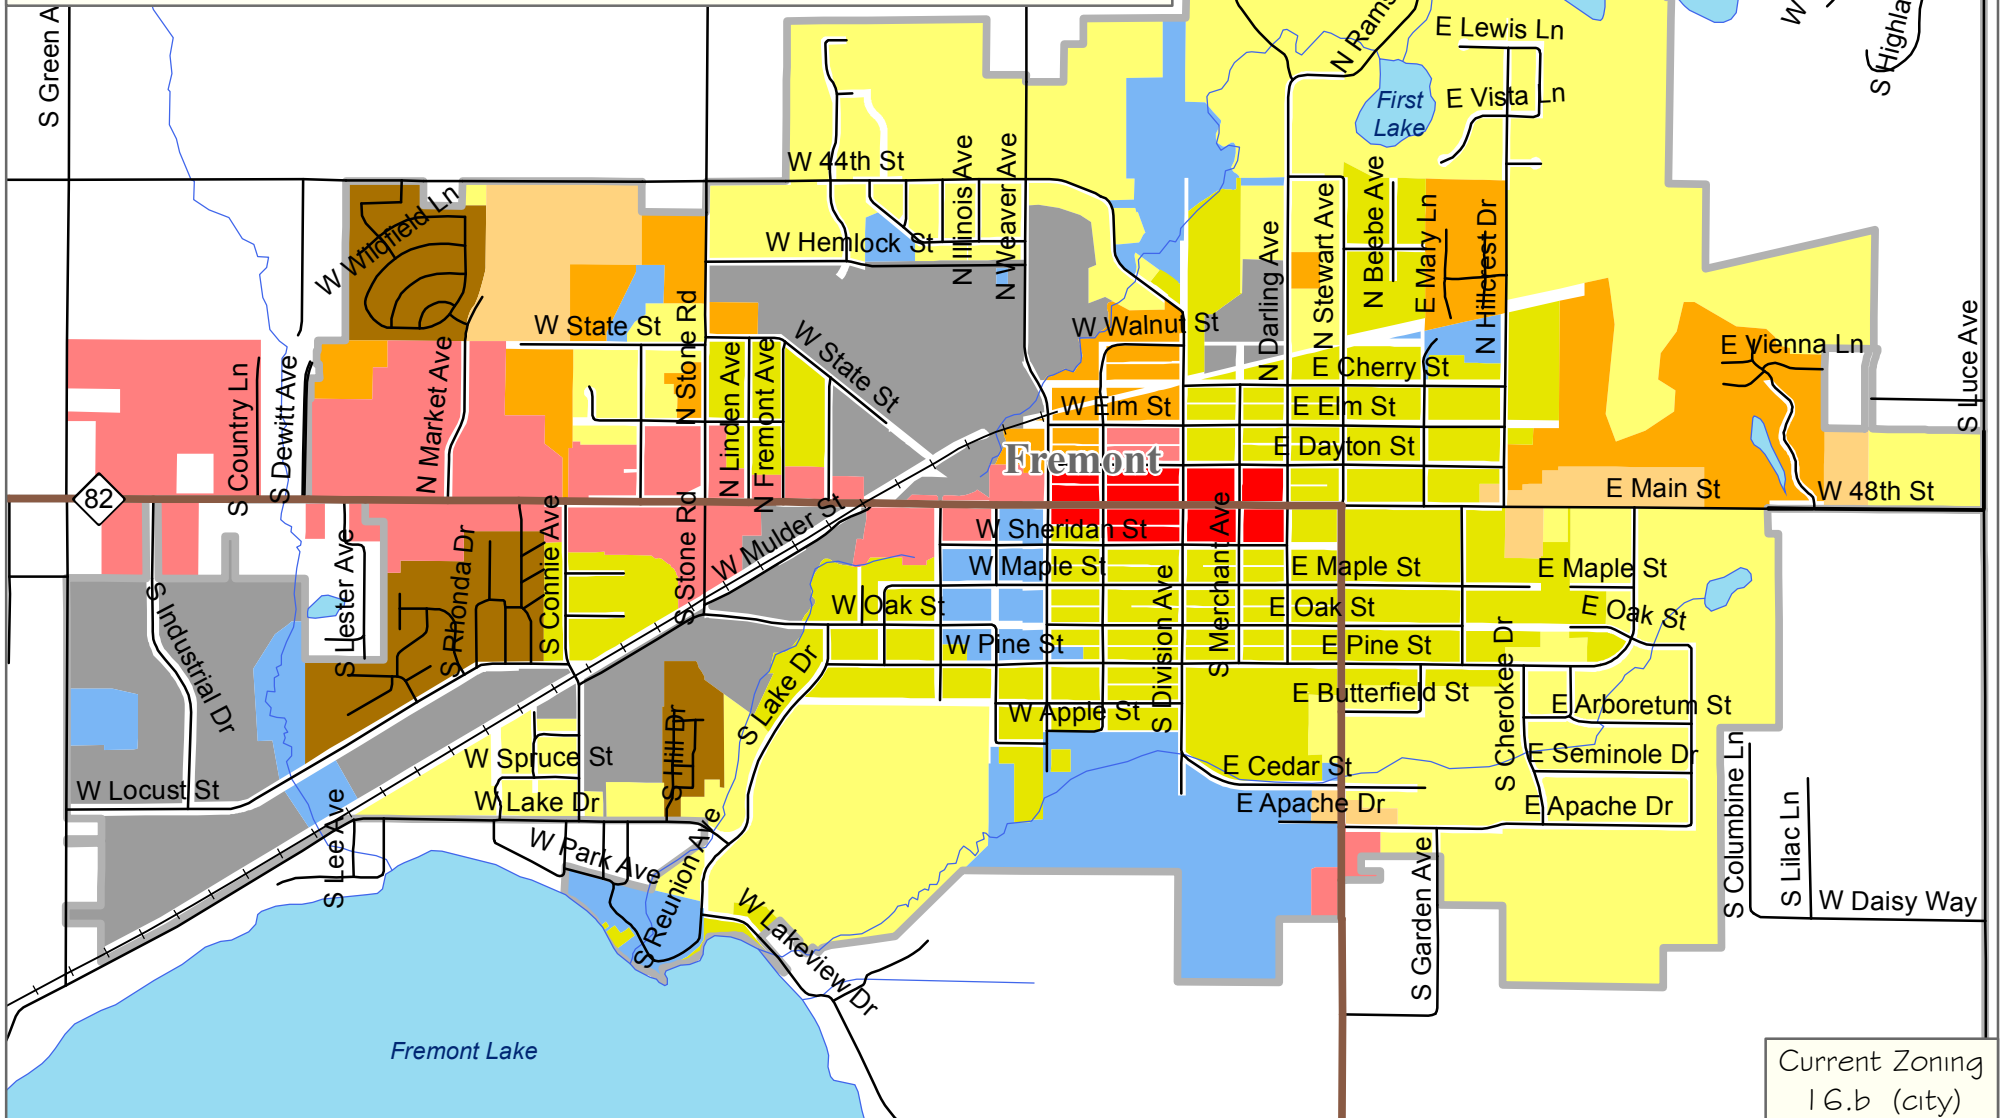 S Green A
N Rams
E Lewis Ln
W
S Highla
E Vista Ln
First
Lake
W 44th St
N Illinois Ave
N Weaver Ave
W Wildfield Ln
W Hemlock St
N Darling Ave
N Stewart Ave
N Beebe Ave
E Mary Ln
N Hillcrest Dr
W State St
N Stone Rd
W State St
W Walnut St
E Vienna Ln
S Luce Ave
S Country Ln
S Dewitt Ave
N Market Ave
N Linden Ave
N Fremont Ave
E Cherry St
W Elm St
E Elm St
E Dayton St
Fremont
82
E Main St
W 48th St
S Lester Ave
S Rhonda Dr
S Connie Ave
S Stone Rd
W Mulder St
W Sheridan St
S Merchant Ave
W Maple St
E Maple St
E Maple St
S Industrial Dr
W Oak St
E Oak St
E Oak St
W Pine St
E Pine St
S Division Ave
S Cherokee Dr
S Lake Dr
E Butterfield St
E Arboretum St
W Apple St
S Hill Dr
W Spruce St
E Cedar St
E Seminole Dr
W Locust St
W Lake Dr
E Apache Dr
E Apache Dr
S Columbine Ln
S Lilac Ln
S Lee Ave
W Park Ave
S Reunion Ave
S Garden Ave
W Lakeview Dr
W Daisy Way
Fremont Lake
Current Zoning
16.b (city)